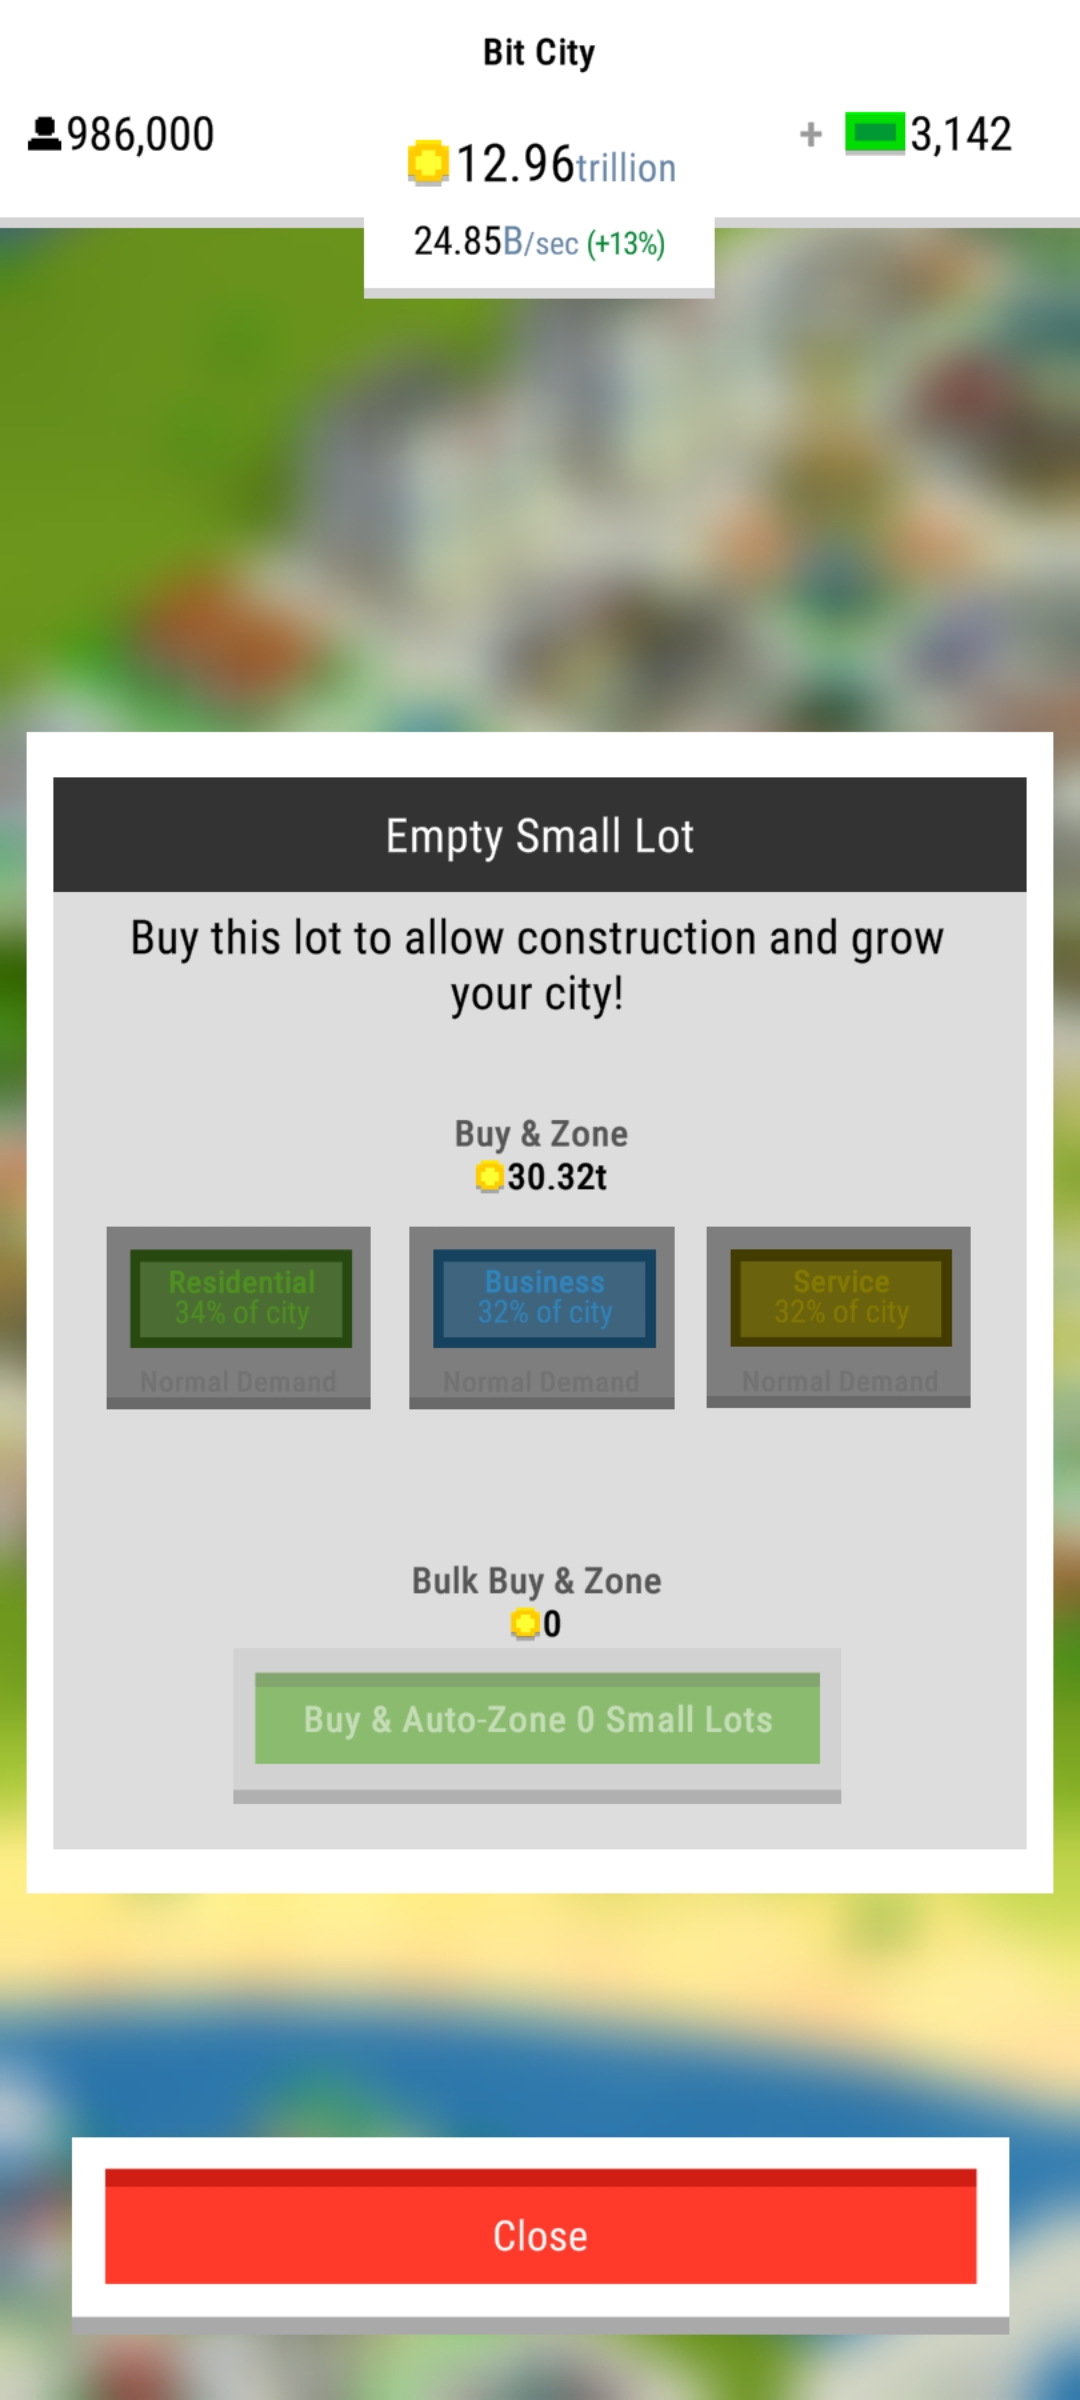 Bit City
986,000
12.96trillion
+ 3,142
24.85B/sec (+13%)
Empty Small Lot
Buy this lot to allow construction and grow
your city!
Buy & Zone
30.32t
Residential
34% of city
Normal Demand
Business
32% of city
Normal Demand
Service
32% of city
Normal Demand
Bulk Buy & Zone
0
Buy & Auto-Zone 0 Small Lots
Close